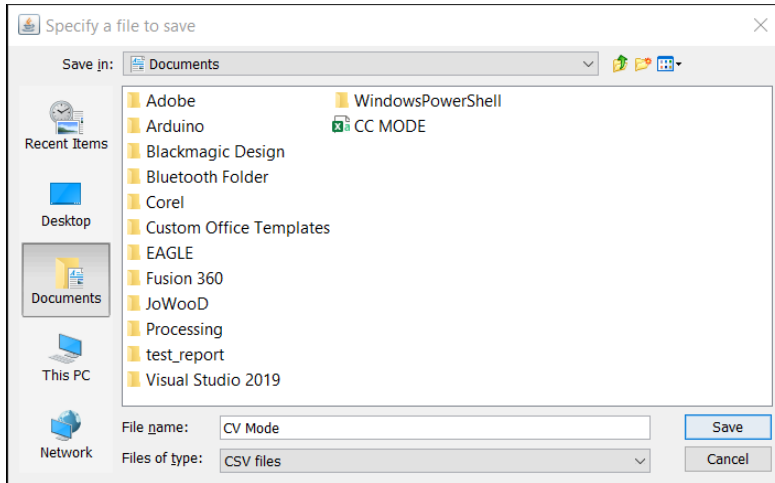 Specify a file to save
Save in:
Documents
Recent Items
Desktop
Documents
This PC
Network
Adobe
Arduino
Blackmagic Design
Bluetooth Folder
Corel
Custom Office Templates
EAGLE
Fusion 360
JoWooD
Processing
test_report
Visual Studio 2019
WindowsPowerShell
CC MODE
File name:
CV Mode
Save
Files of type:
CSV files
Cancel